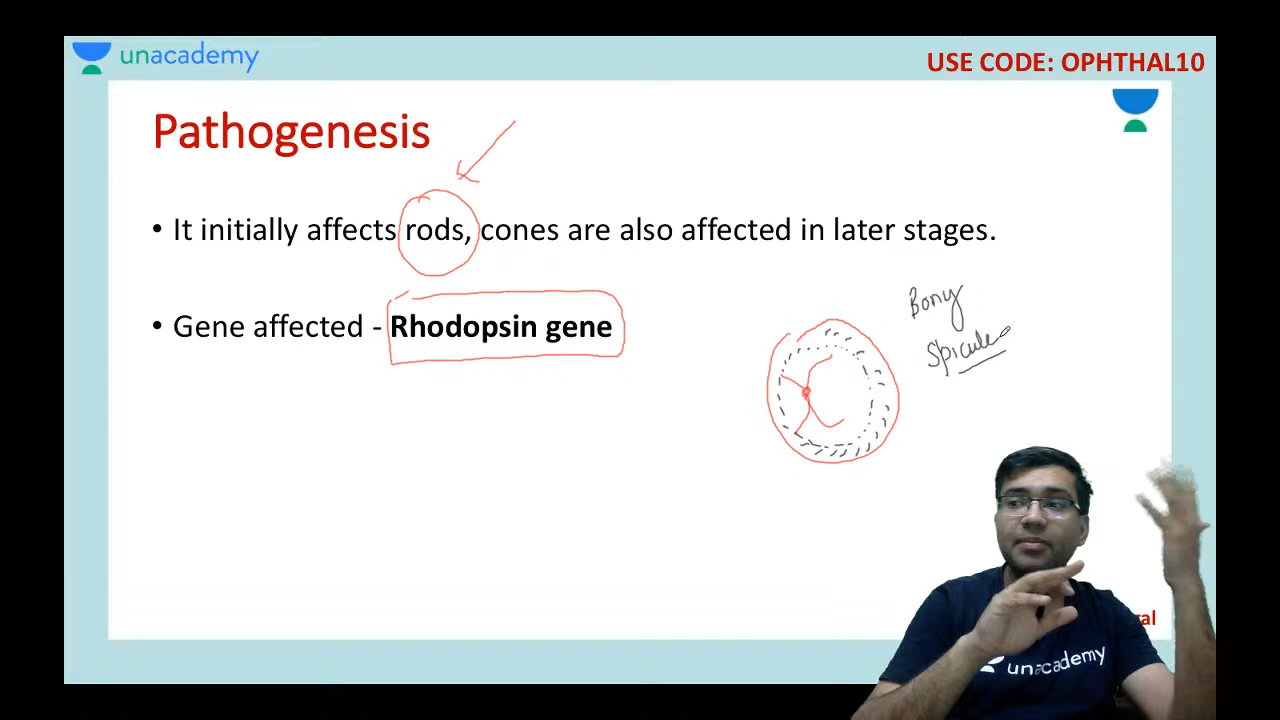 unacademy
USE CODE: OPHTHAL10
Pathogenesis
• It initially affects rods, cones are also affected in later stages.
• Gene affected - Rhodopsin gene
Bony
Spicule
unacademy